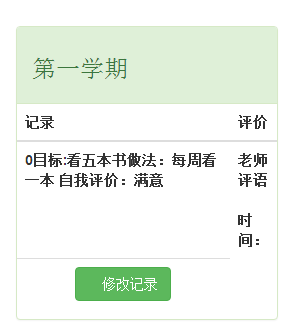 第一学期
记录 评价
0目标:看五本书做法：每周看
一本 自我评价：满意
老师
评语
时
间：
修改记录